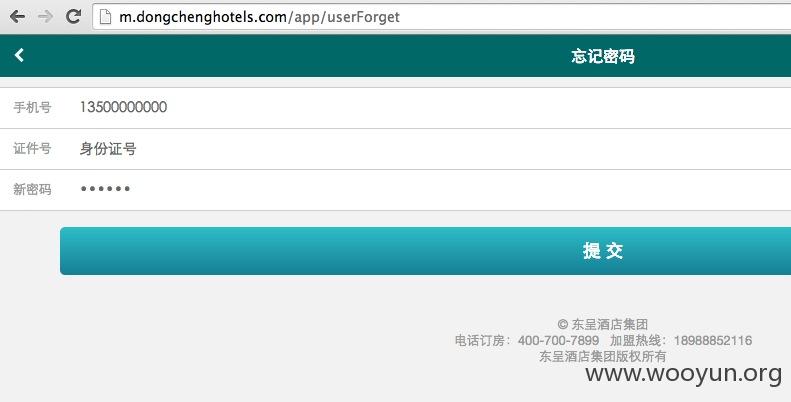 m.dongchenghotels.com/app/userForget
忘记密码
手机号 13500000000
证件号 身份证号
新密码 ••••••
提 交
© 东呈酒店集团
电话订房：400-700-7899 加盟热线：18988852116
东呈酒店集团版权所有
www.wooyun.org